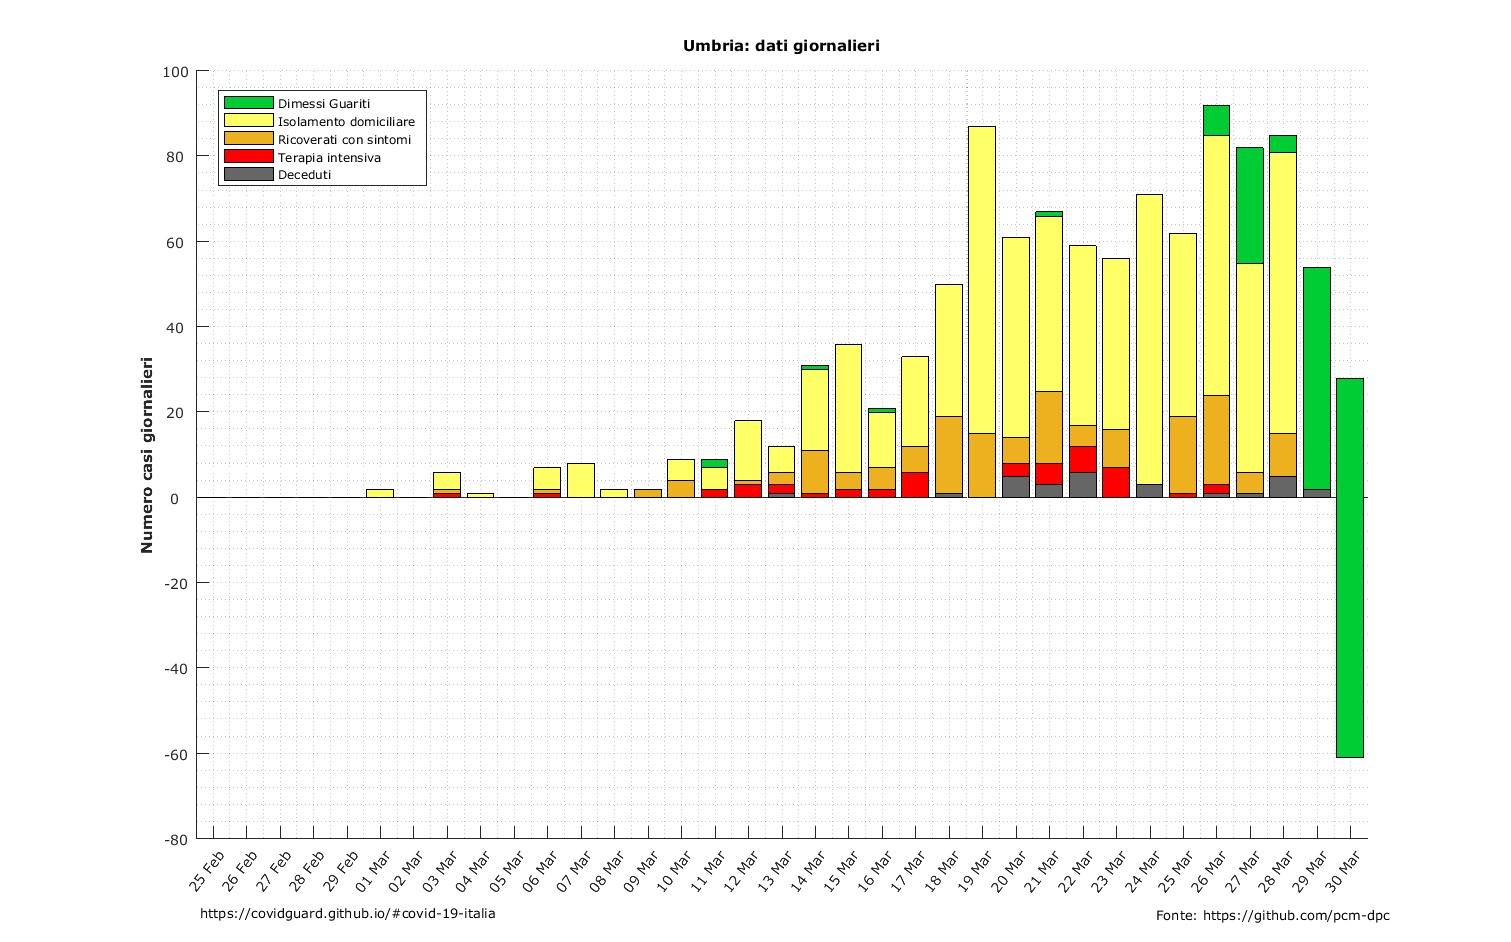 Umbria: dati giornalieri
Numero casi giornalieri
100
80
60
40
20
0
-20
-40
-60
-80
Dimessi Guariti
Isolamento domiciliare
Ricoverati con sintomi
Terapia intensiva
Deceduti
25 Feb
26 Feb
27 Feb
28 Feb
29 Feb
01 Mar
02 Mar
03 Mar
04 Mar
05 Mar
06 Mar
07 Mar
08 Mar
09 Mar
10 Mar
11 Mar
12 Mar
13 Mar
14 Mar
15 Mar
16 Mar
17 Mar
18 Mar
19 Mar
20 Mar
21 Mar
22 Mar
23 Mar
24 Mar
25 Mar
26 Mar
27 Mar
28 Mar
29 Mar
30 Mar
https://covidguard.github.io/#covid-19-italia
Fonte: https://github.com/pcm-dpc